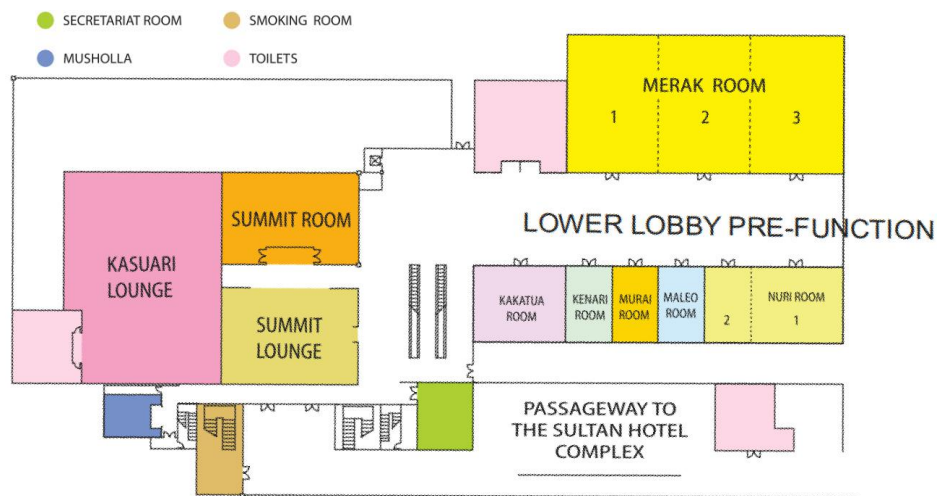 SECRETARIAT ROOM
SMOKING ROOM
MUSHOLLA
TOILETS
MERAK ROOM
1
2
3
SUMMIT ROOM
LOWER LOBBY PRE-FUNCTION
KASUARI
LOUNGE
SUMMIT
LOUNGE
KAKATUA
ROOM
KENARI
ROOM
MURAI
ROOM
MALEO
ROOM
NURI ROOM
2
1
PASSAGEWAY TO
THE SULTAN HOTEL
COMPLEX